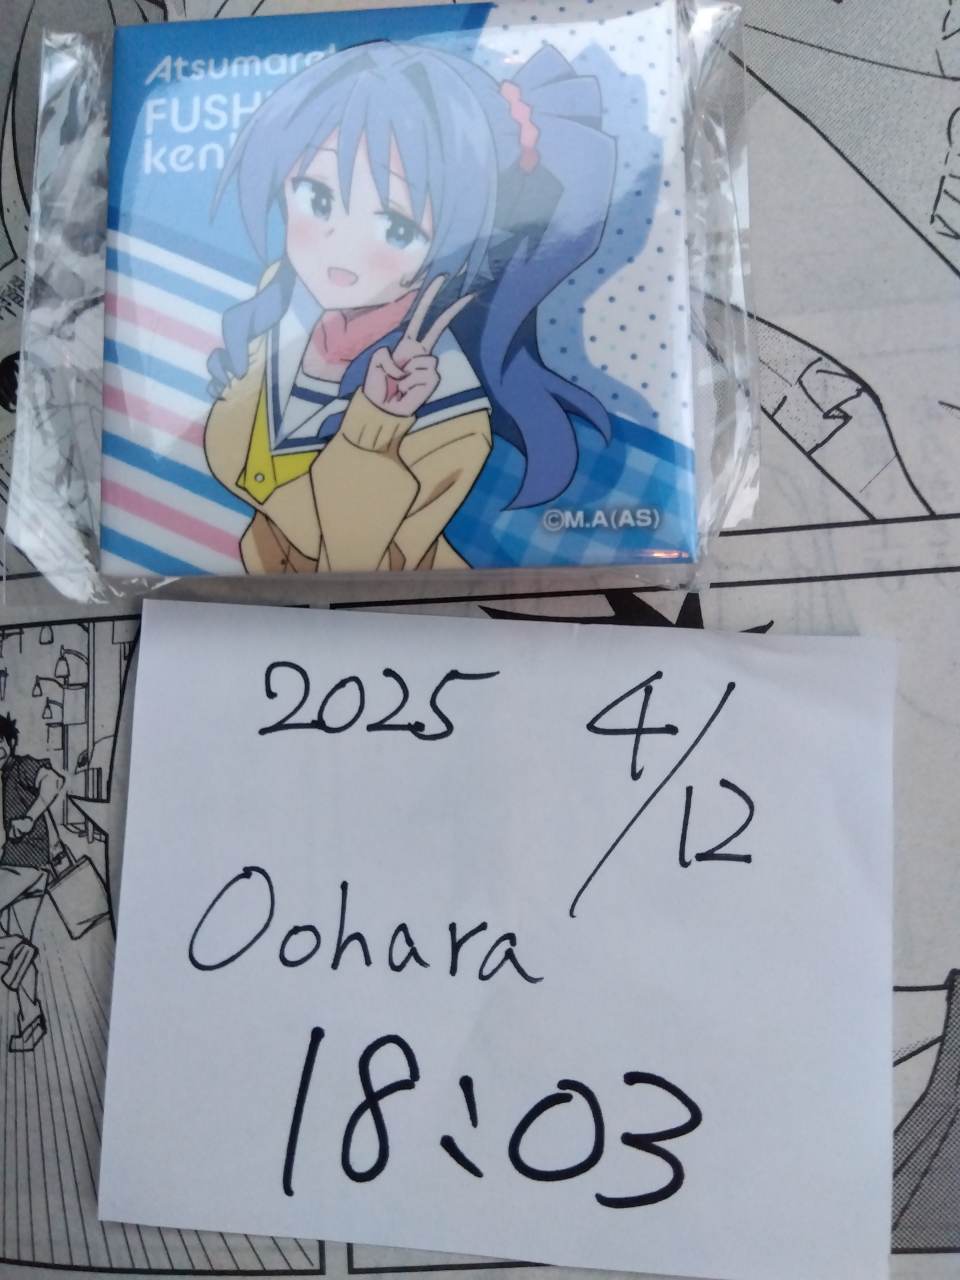 Atsumare!
FUSHI
ken
©M.A(AS)
2025 4/12
Oohara
18:03